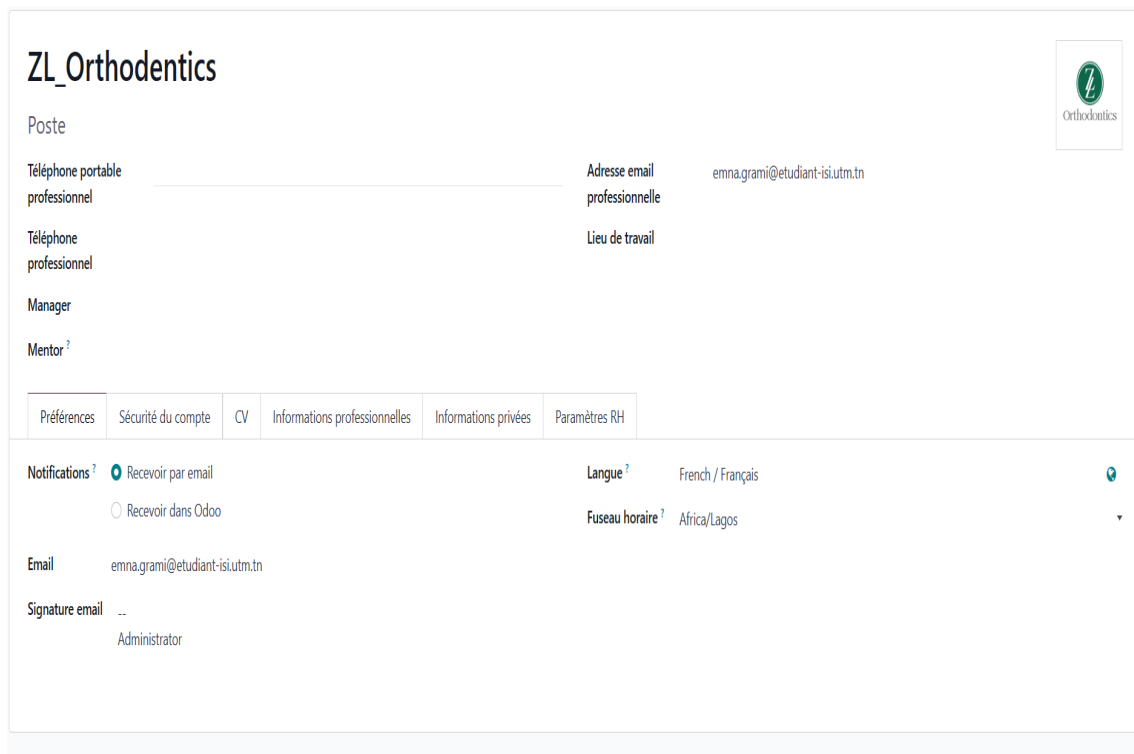 ZL_Orthodentics
ZL
Orthodontics
Poste
Téléphone portable
professionnel
Adresse email
professionnelle
emna.grami@etudiant-isi.utm.tn
Téléphone
professionnel
Lieu de travail
Manager
Mentor ?
Préférences Sécurité du compte CV Informations professionnelles Informations privées Paramètres RH
Notifications ? Recevoir par email
Recevoir dans Odoo
Langue ? French / Français
Fuseau horaire ? Africa/Lagos
Email emna.grami@etudiant-isi.utm.tn
Signature email --
Administrator